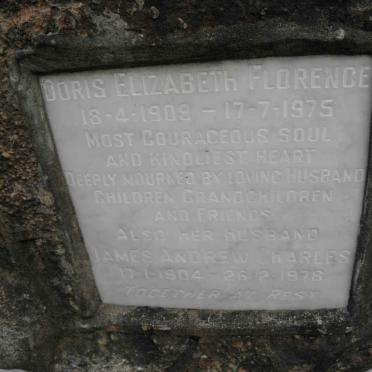 DORIS ELIZABETH FLORENCE
18-4-1909 — 17-7-1975
MOST COURAGEOUS SOUL
AND KINDLIEST HEART
DEEPLY MOURNED BY LOVING HUSBAND
CHILDREN GRANDCHILDREN
AND FRIENDS
ALSO HER HUSBAND
JAMES ANDREW CHARLES
17-1-1904 - 26-2-1978
TOGETHER AT REST